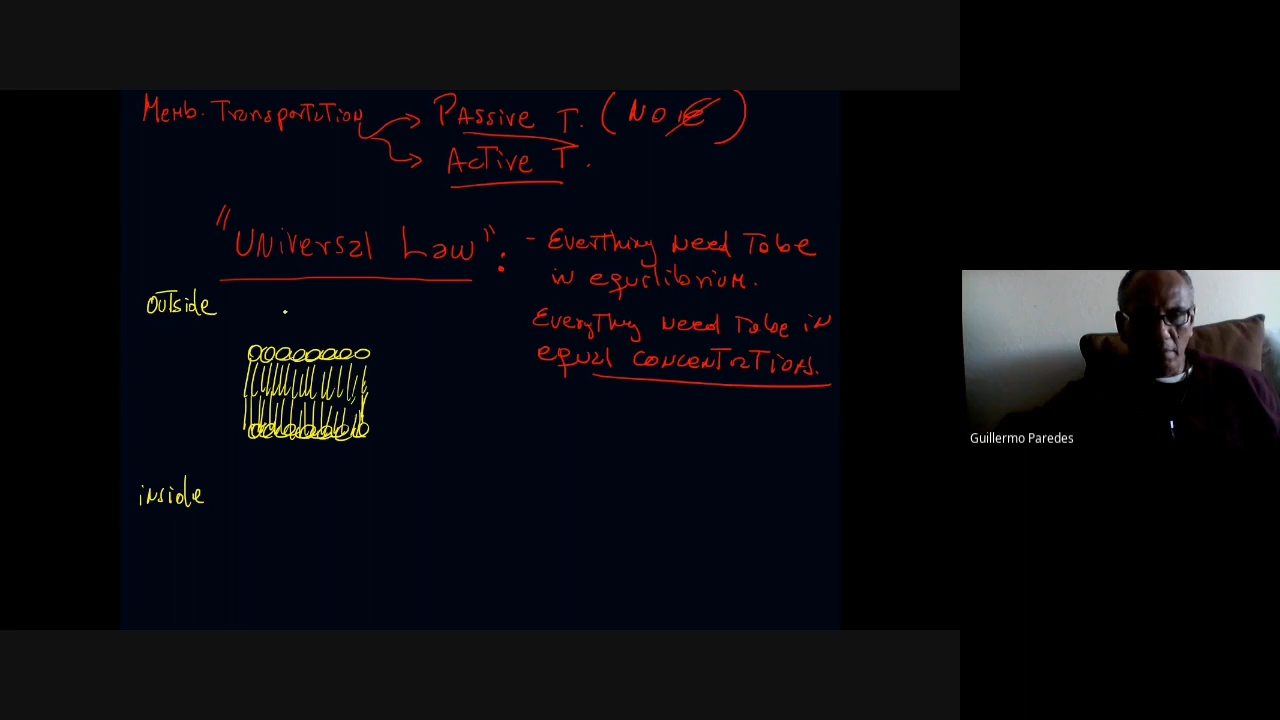 Memb. Transportation
Passive T. (NO E)
Active T.
"Universal Law": - Everthing need To be
in equilibrium.
Everything need To be in
equal concentrations.
outside
inside
Guillermo Paredes